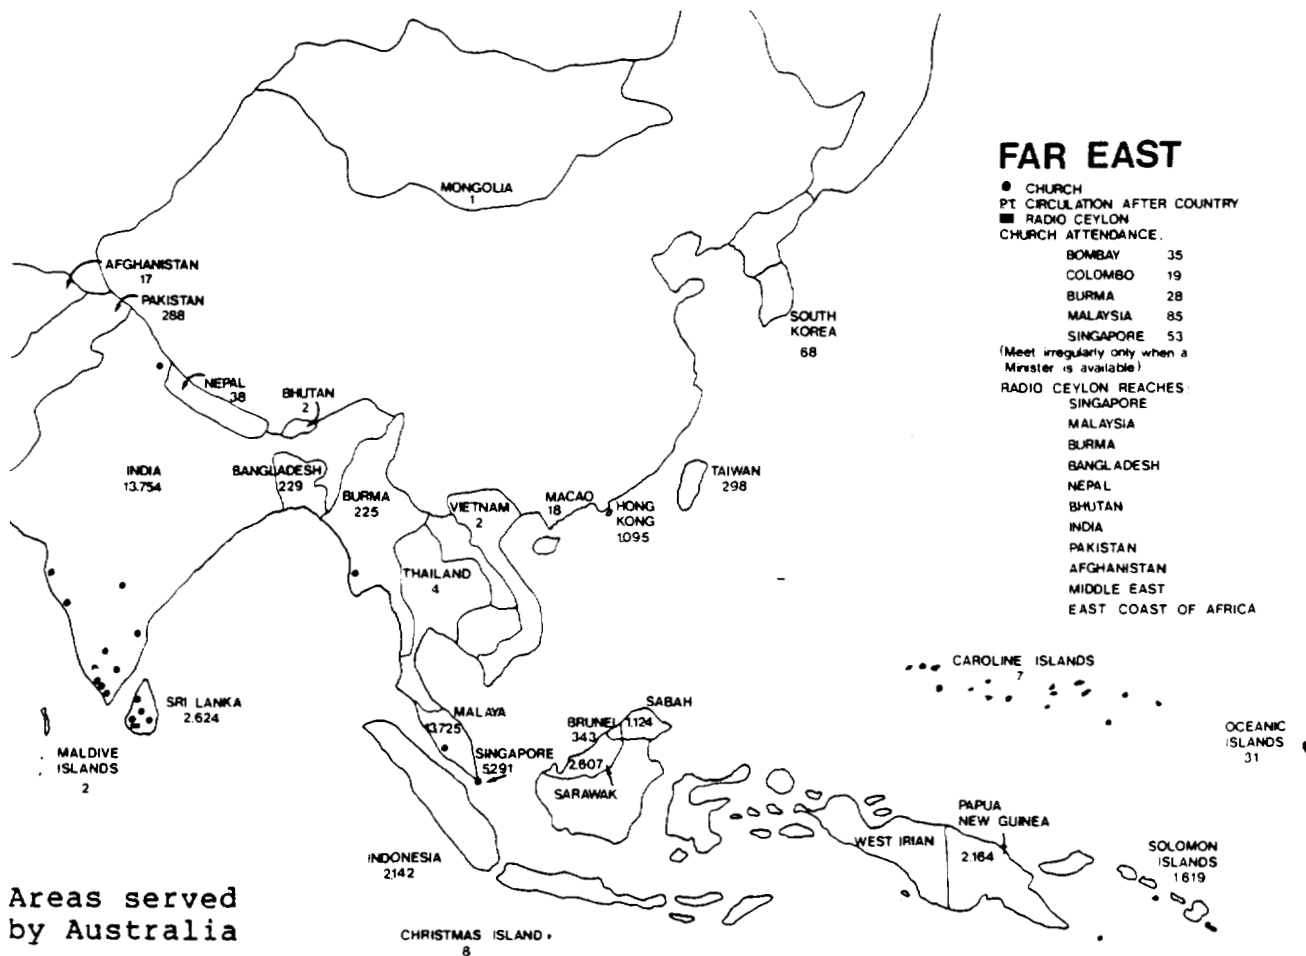 FAR EAST
● CHURCH
PT. CIRCULATION AFTER COUNTRY
■ RADIO CEYLON
CHURCH ATTENDANCE.
BOMBAY 35
COLOMBO 19
BURMA 28
MALAYSIA 85
SINGAPORE 53
(Meet irregularly only when a
Minister is available)
RADIO CEYLON REACHES:
SINGAPORE
MALAYSIA
BURMA
BANGLADESH
NEPAL
BHUTAN
INDIA
PAKISTAN
AFGHANISTAN
MIDDLE EAST
EAST COAST OF AFRICA
MONGOLIA
1
AFGHANISTAN
17
PAKISTAN
288
SOUTH
KOREA
68
NEPAL
38
BHUTAN
2
INDIA
13.754
BANGLADESH
229
BURMA
225
VIETNAM
2
MACAO
18
HONG
KONG
1.095
TAIWAN
298
THAILAND
4
SRI LANKA
2.624
MALDIVE
ISLANDS
2
MALAYA
13.725
SINGAPORE
5291
BRUNEI
343
SABAH
1.124
2.607
SARAWAK
CAROLINE ISLANDS
7
OCEANIC
ISLANDS
31
INDONESIA
2.142
WEST IRIAN
PAPUA
NEW GUINEA
2.164
SOLOMON
ISLANDS
1 619
CHRISTMAS ISLAND
8
Areas served
by Australia